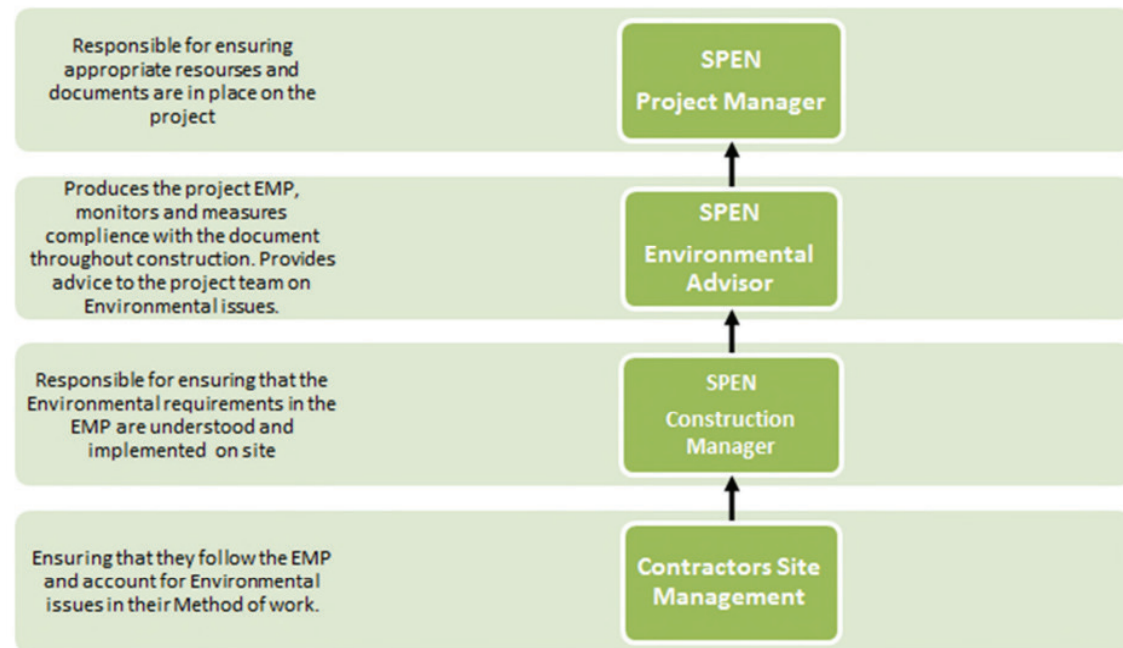 Responsible for ensuring
appropriate resourses and
documents are in place on the
project
SPEN
Project Manager
Produces the project EMP,
monitors and measures
complience with the document
throughout construction. Provides
advice to the project team on
Environmental issues.
SPEN
Environmental
Advisor
Responsible for ensuring that the
Environmental requirements in the
EMP are understood and
implemented on site
SPEN
Construction
Manager
Ensuring that they follow the EMP
and account for Environmental
issues in their Method of work.
Contractors Site
Management